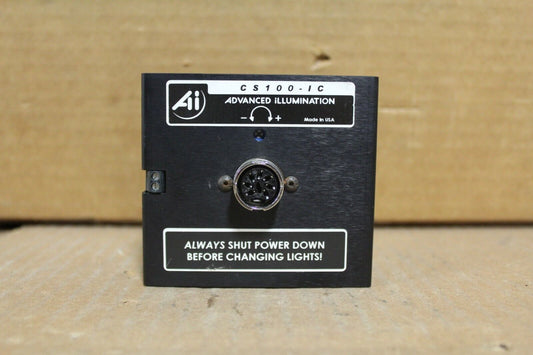 CS100-IC
Ai
ADVANCED ILLUMINATION
- +
Made in USA
ALWAYS SHUT POWER DOWN
BEFORE CHANGING LIGHTS!